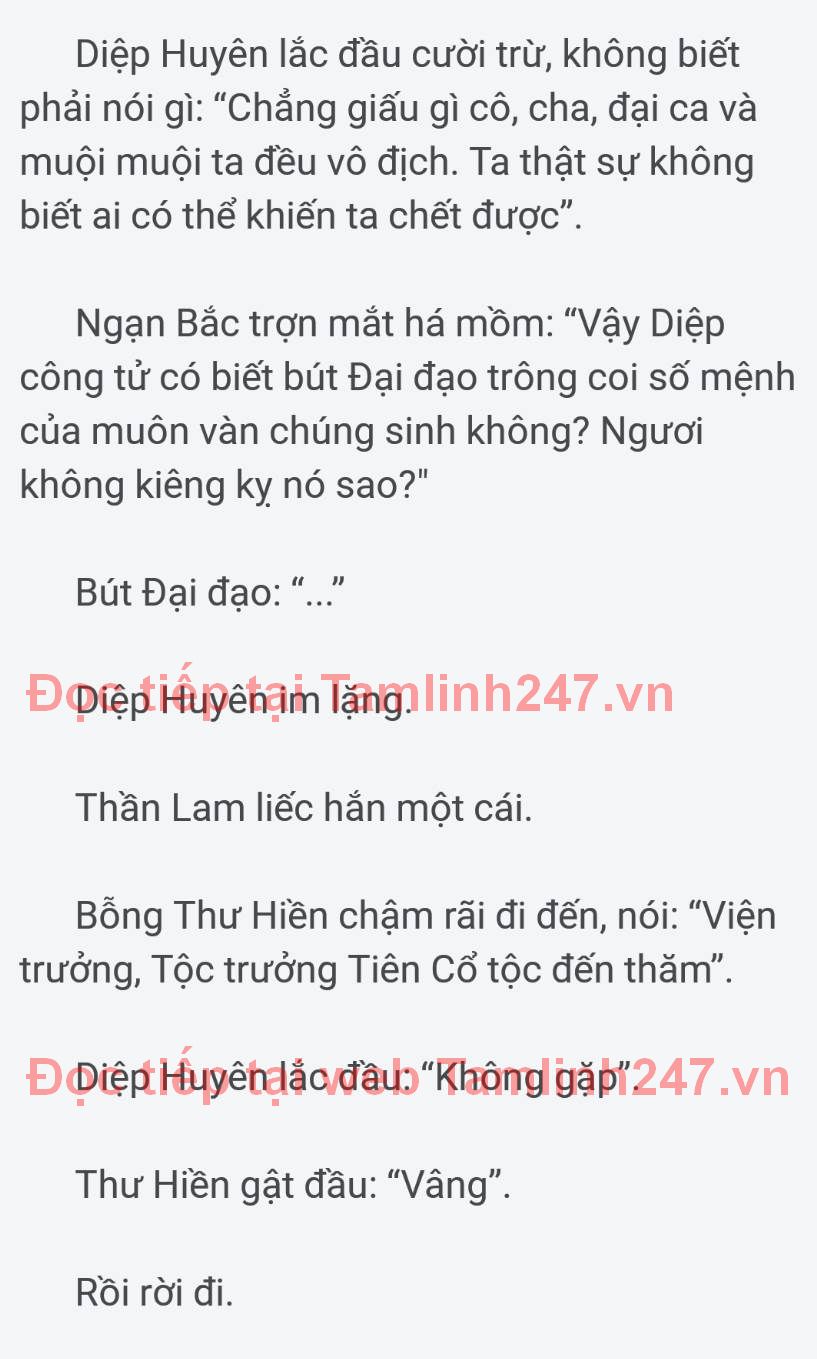 Diệp Huyên lắc đầu cười trừ, không biết
phải nói gì: “Chẳng giấu gì cô, cha, đại ca và
muội muội ta đều vô địch. Ta thật sự không
biết ai có thể khiến ta chết được”.
Ngạn Bắc trợn mắt há mồm: “Vậy Diệp
công tử có biết bút Đại đạo trông coi số mệnh
của muôn vàn chúng sinh không? Ngươi
không kiêng kỵ nó sao?"
Bút Đại đạo: “...”
Đọc tiếp tại Tamlinh247.vn
Diệp Huyên im lặng.
Thần Lam liếc hắn một cái.
Bỗng Thư Hiền chậm rãi đi đến, nói: “Viện
trưởng, Tộc trưởng Tiên Cổ tộc đến thăm”.
Đọc tiếp tại web Tamlinh247.vn
Diệp Huyên lắc đầu: “Không gặp”.
Thư Hiền gật đầu: “Vâng”.
Rồi rời đi.